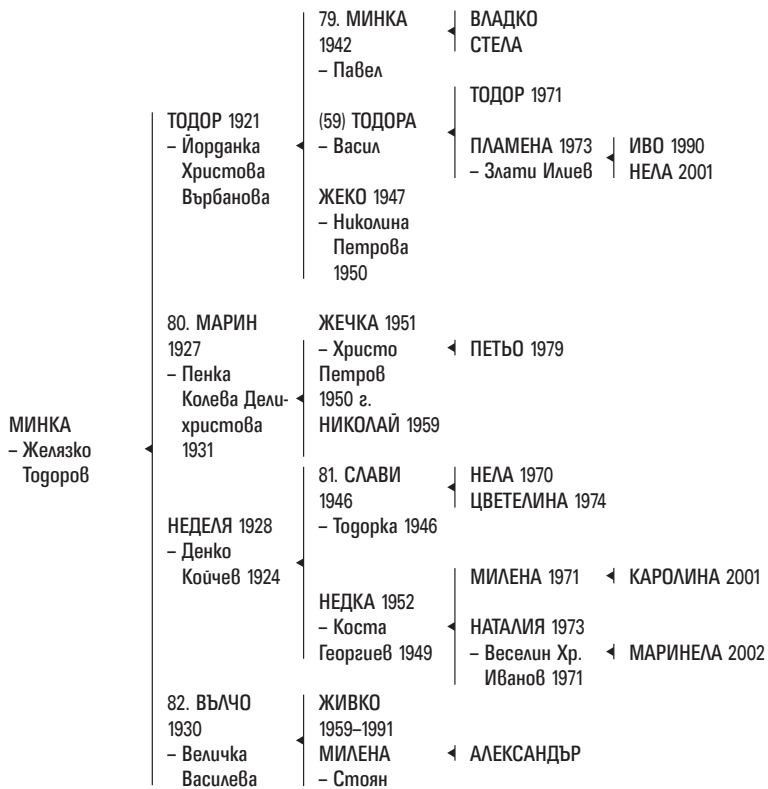 МИНКА
– Желязко
Тодоров
ТОДОР 1921
– Йорданка
Христова
Върбанова
79. МИНКА
1942
– Павел
ВЛАДКО
СТЕЛА
(59) ТОДОРА
– Васил
ТОДОР 1971
ПЛАМЕНА 1973
– Злати Илиев
ИВО 1990
НЕЛА 2001
ЖЕКО 1947
– Николина
Петрова
1950
80. МАРИН
1927
– Пенка
Колева Дели-
христова
1931
ЖЕЧКА 1951
– Христо
Петров
1950 г.
НИКОЛАЙ 1959
ПЕТЬО 1979
НЕДЕЛЯ 1928
– Денко
Койчев 1924
81. СЛАВИ
1946
– Тодорка 1946
НЕЛА 1970
ЦВЕТЕЛИНА 1974
НЕДКА 1952
– Коста
Георгиев 1949
МИЛЕНА 1971
КАРОЛИНА 2001
НАТАЛИЯ 1973
– Веселин Хр.
Иванов 1971
МАРИНЕЛА 2002
82. ВЪЛЧО
1930
– Величка
Василева
ЖИВКО
1959–1991
МИЛЕНА
– Стоян
АЛЕКСАНДЪР